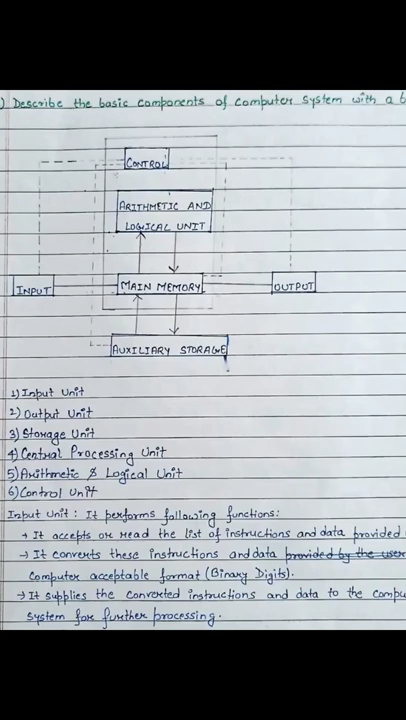 ) Describe the basic components of computer system with a b
CONTROL
ARITHMETIC AND
LOGICAL UNIT
INPUT
MAIN MEMORY
OUTPUT
AUXILIARY STORAGE
1) Input Unit
2) Output Unit
3) Storage Unit
4) Central Processing Unit
5) Arithmetic & Logical Unit
6) Control Unit
Input Unit : It performs following functions:
→ It accepts or read the list of instructions and data provided
→ It converts these instructions and data provided by the user
Computer acceptable format (Binary Digits).
→ It supplies the converted instructions and data to the compu
system for further processing.